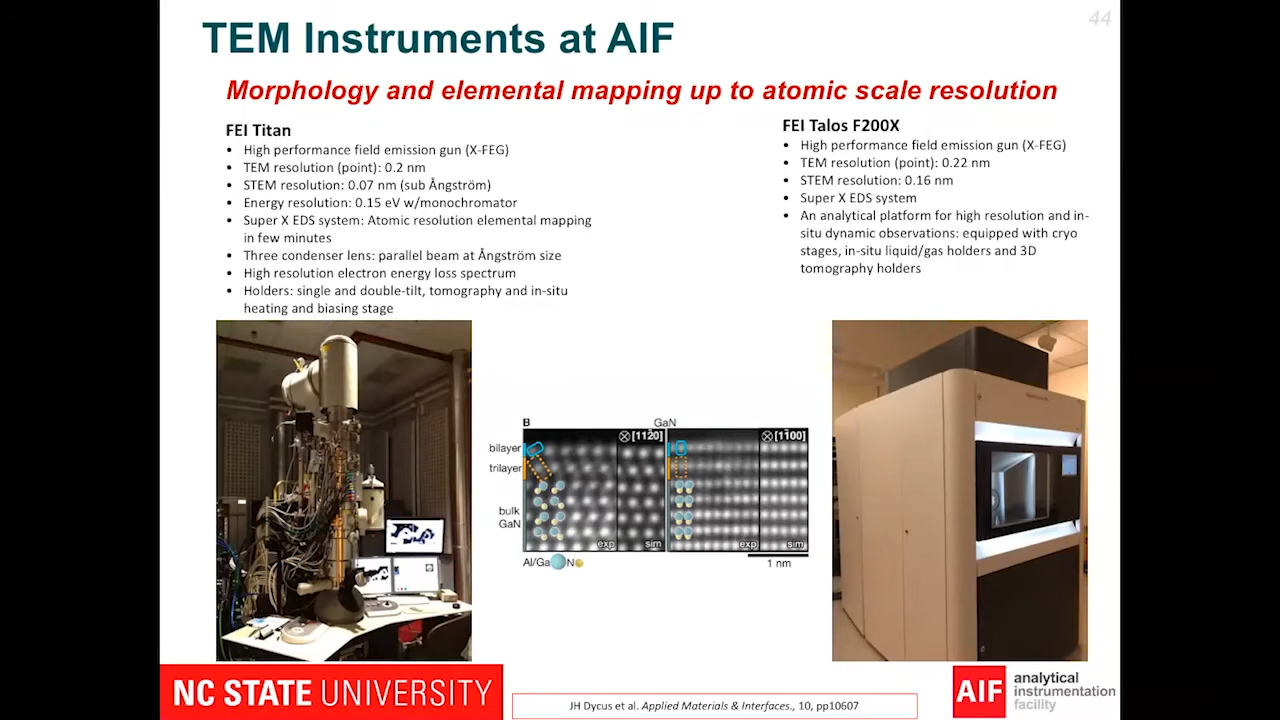 44
TEM Instruments at AIF
Morphology and elemental mapping up to atomic scale resolution
FEI Titan
• High performance field emission gun (X-FEG)
• TEM resolution (point): 0.2 nm
• STEM resolution: 0.07 nm (sub Ångström)
• Energy resolution: 0.15 eV w/monochromator
• Super X EDS system: Atomic resolution elemental mapping
in few minutes
• Three condenser lens: parallel beam at Ångström size
• High resolution electron energy loss spectrum
• Holders: single and double-tilt, tomography and in-situ
heating and biasing stage
FEI Talos F200X
• High performance field emission gun (X-FEG)
• TEM resolution (point): 0.22 nm
• STEM resolution: 0.16 nm
• Super X EDS system
• An analytical platform for high resolution and in-
situ dynamic observations: equipped with cryo
stages, in-situ liquid/gas holders and 3D
tomography holders
B
GaN
[112̄0]
[11̄00]
bilayer
trilayer
bulk
GaN
exp
sim
exp
sim
Al/Ga N
1 nm
NC STATE UNIVERSITY
JH Dycus et al. Applied Materials & Interfaces., 10, pp10607
AIF
analytical
instrumentation
facility